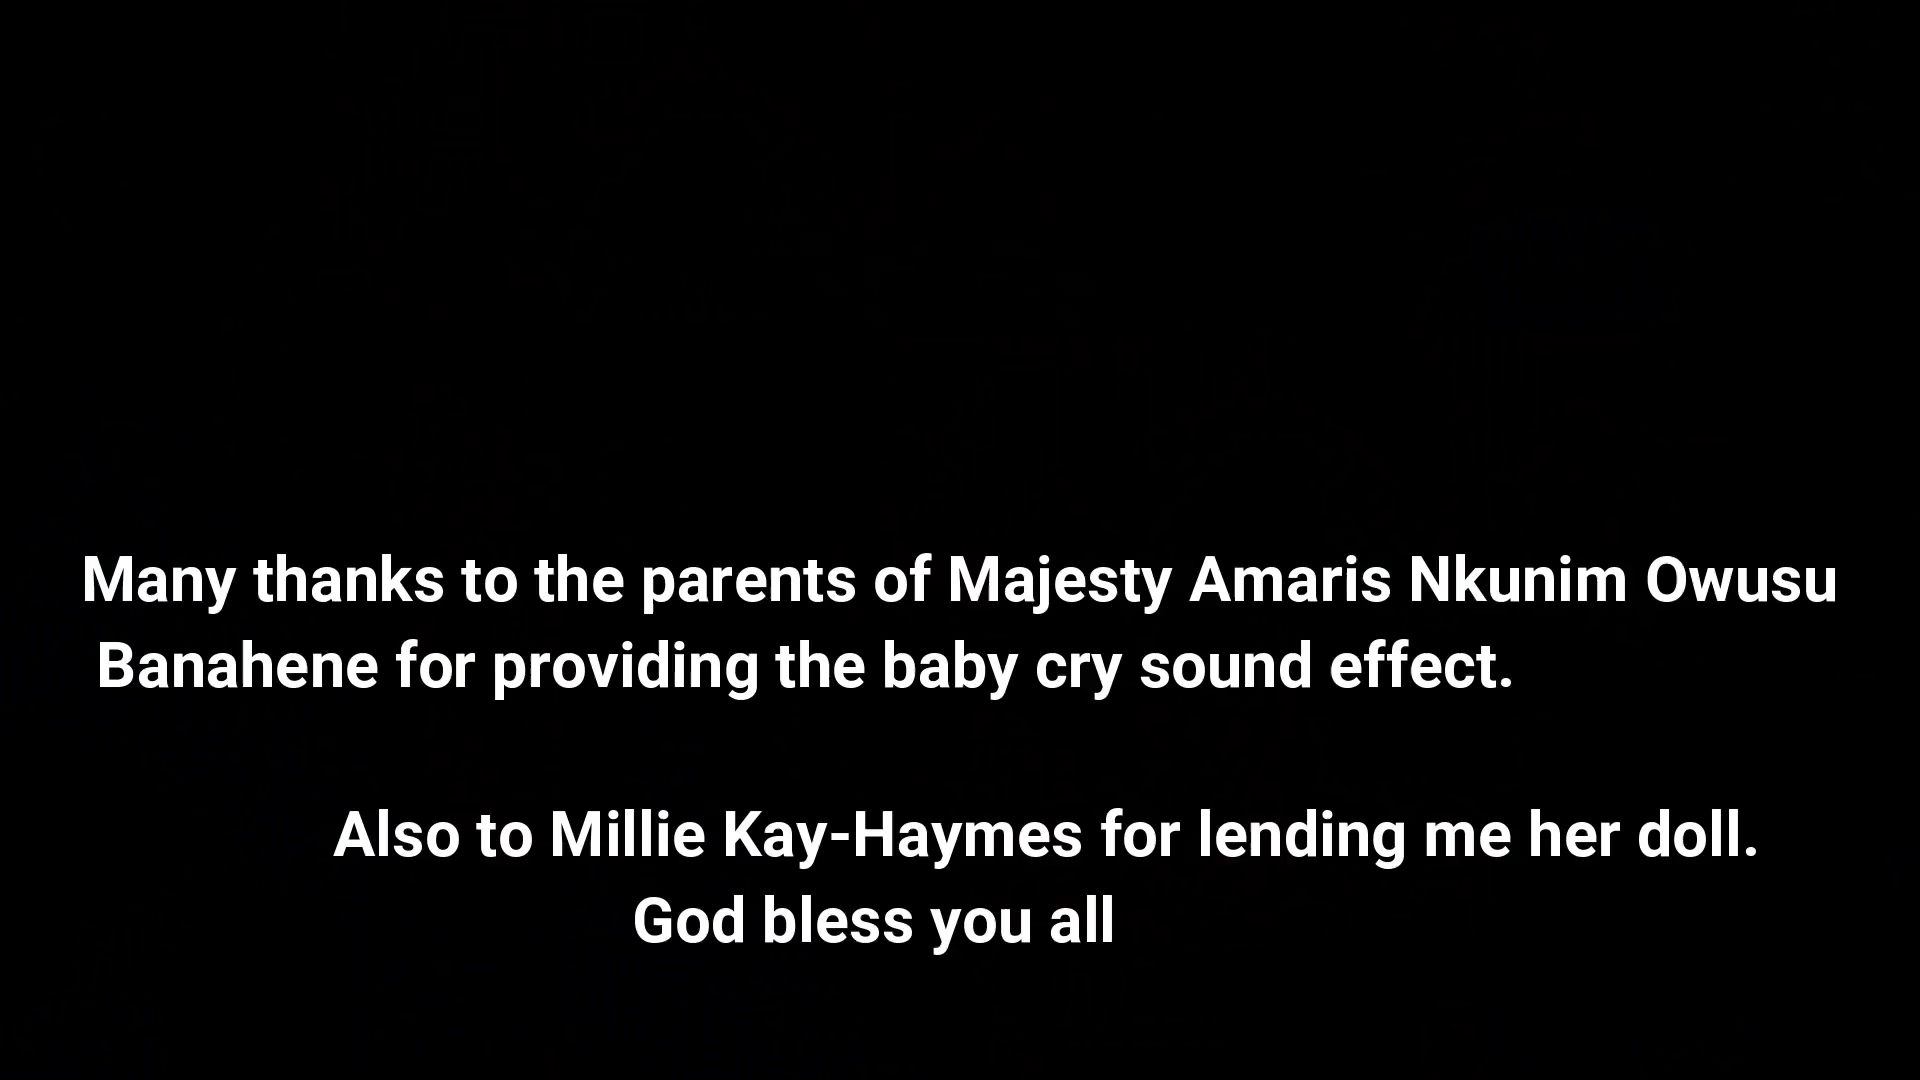 Many thanks to the parents of Majesty Amaris Nkunim Owusu
Banahene for providing the baby cry sound effect.
Also to Millie Kay-Haymes for lending me her doll.
God bless you all